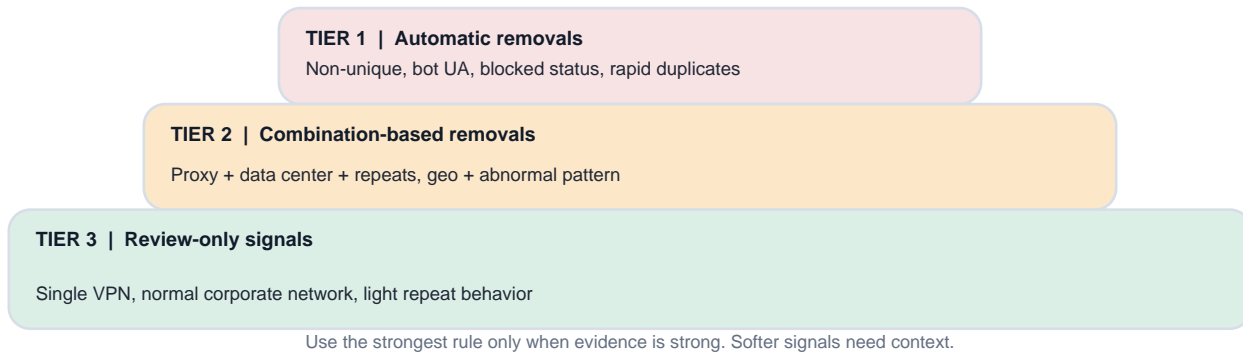 TIER 1 | Automatic removals
Non-unique, bot UA, blocked status, rapid duplicates
TIER 2 | Combination-based removals
Proxy + data center + repeats, geo + abnormal pattern
TIER 3 | Review-only signals
Single VPN, normal corporate network, light repeat behavior
Use the strongest rule only when evidence is strong. Softer signals need context.